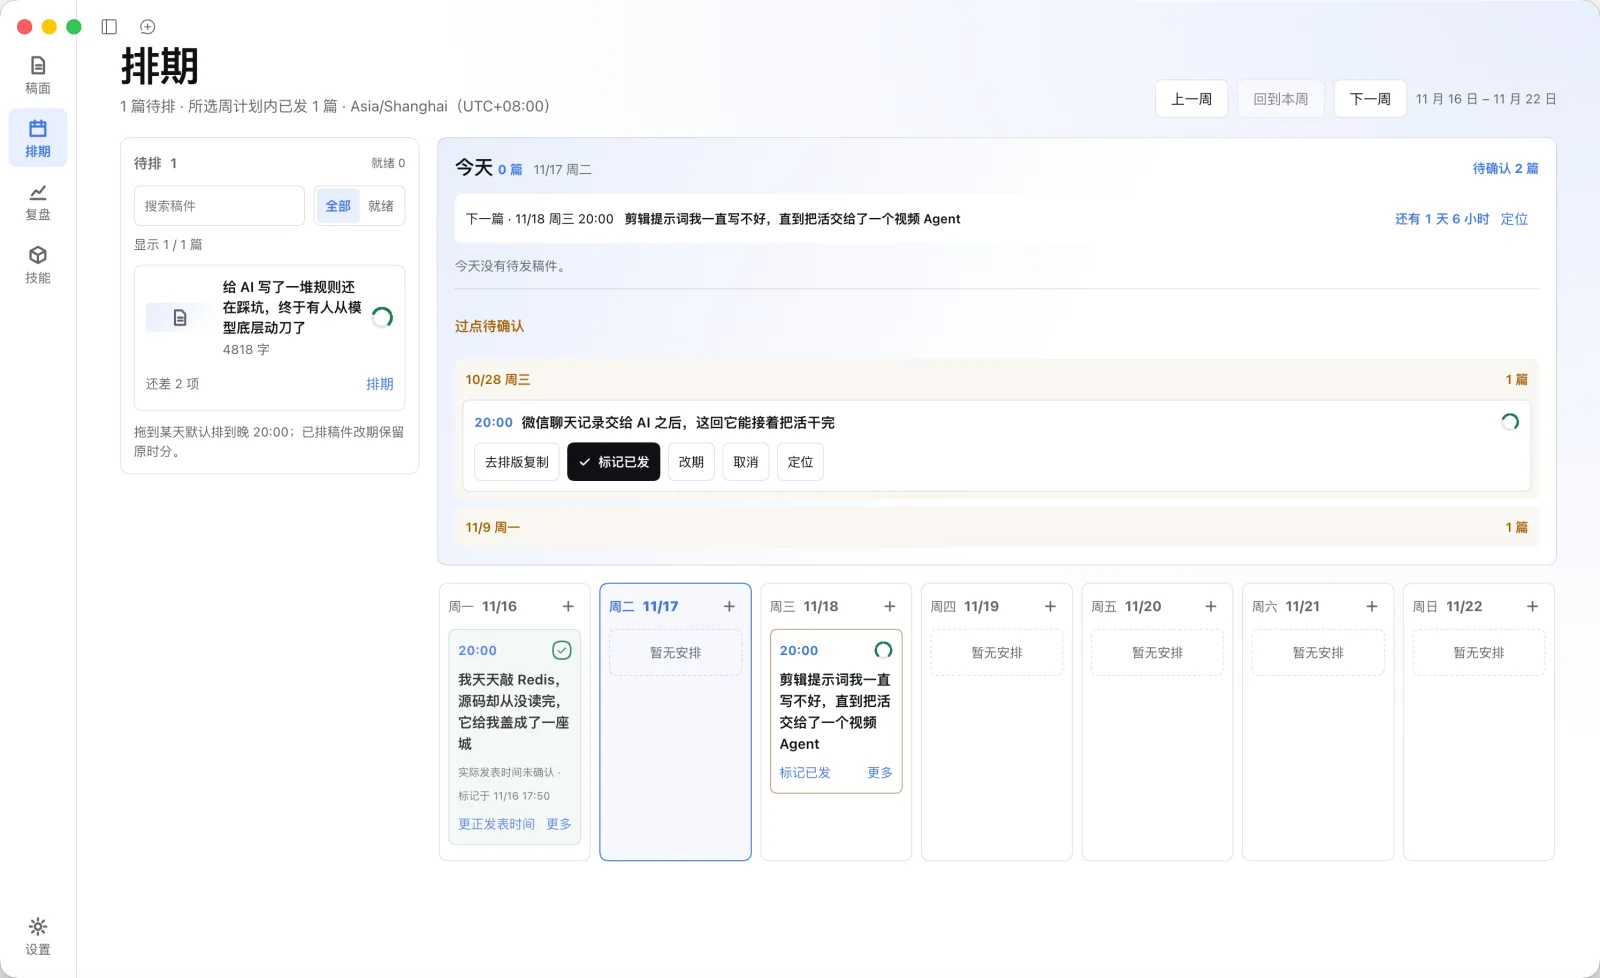 稿面
排期
复盘
技能
设置
排期
1 篇待排 · 所选周计划内已发 1 篇 · Asia/Shanghai（UTC+08:00）
上一周
回到本周
下一周
11 月 16 日 – 11 月 22 日
待排 1
就绪 0
搜索稿件
全部
就绪
显示 1 / 1 篇
给 AI 写了一堆规则还
在踩坑，终于有人从模
型底层动刀了
4818 字
还差 2 项
排期
拖到某天默认排到晚 20:00；已排稿件改期保留
原时分。
今天 0 篇 11/17 周二
待确认 2 篇
下一篇 · 11/18 周三 20:00 剪辑提示词我一直写不好，直到把活交给了一个视频 Agent
还有 1 天 6 小时 定位
今天没有待发稿件。
过点待确认
10/28 周三
1 篇
20:00 微信聊天记录交给 AI 之后，这回它能接着把活干完
去排版复制
标记已发
改期
取消
定位
11/9 周一
1 篇
周一 11/16
20:00
我天天敲 Redis，
源码却从没读完，
它给我盖成了一座
城
实际发表时间未确认 ·
标记于 11/16 17:50
更正发表时间 更多
周二 11/17
暂无安排
周三 11/18
20:00
剪辑提示词我一直
写不好，直到把活
交给了一个视频
Agent
标记已发 更多
周四 11/19
暂无安排
周五 11/20
暂无安排
周六 11/21
暂无安排
周日 11/22
暂无安排